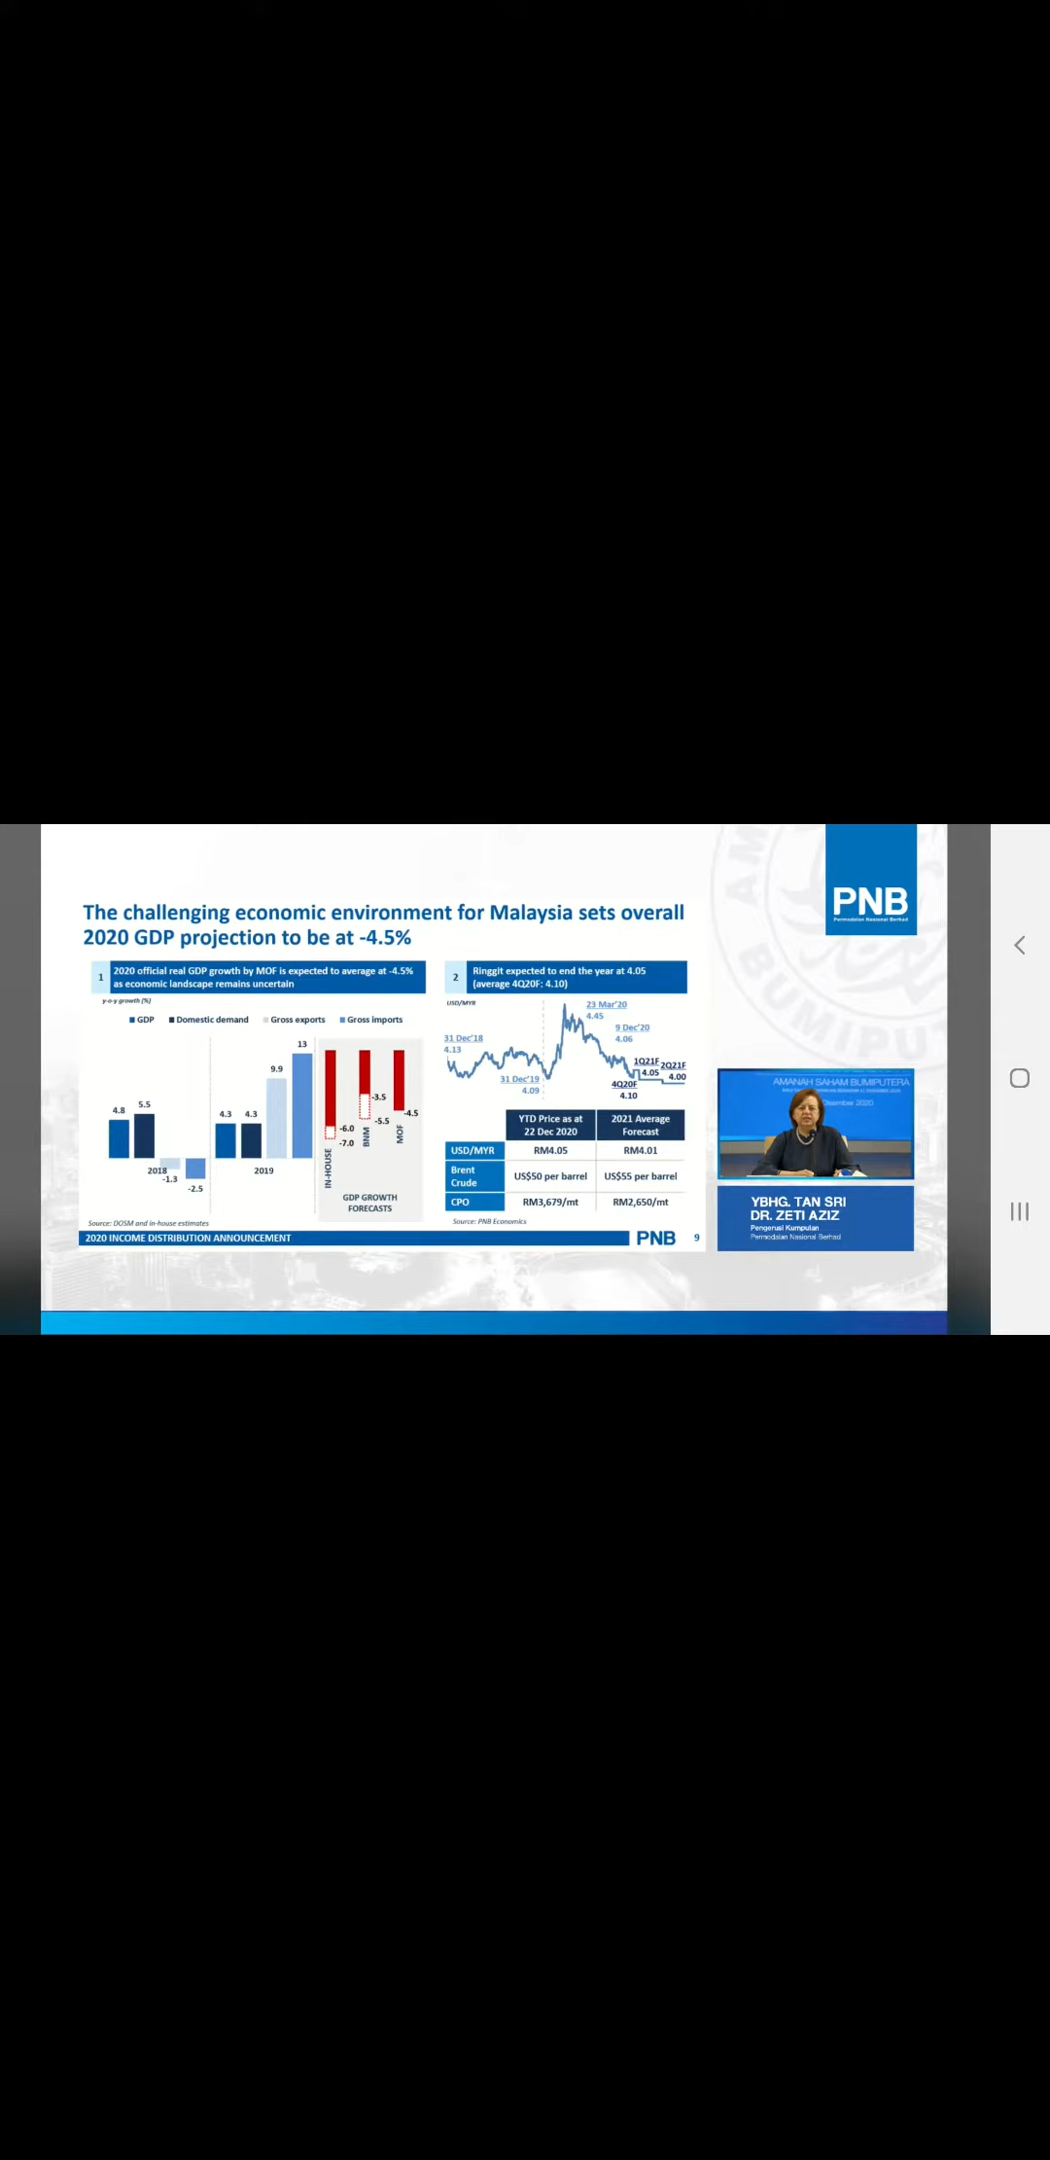 PNB
Permodalan Nasional Berhad
The challenging economic environment for Malaysia sets overall
2020 GDP projection to be at -4.5%
1
2020 official real GDP growth by MOF is expected to average at -4.5%
as economic landscape remains uncertain
y-o-y growth (%)
GDP Domestic demand Gross exports Gross imports
4.8
5.5
-1.3
-2.5
2018
4.3
4.3
9.9
13
2019
-6.0
-7.0
IN-HOUSE
-3.5
-5.5
BNM
-4.5
MOF
GDP GROWTH
FORECASTS
Source: DOSM and in-house estimates
2
Ringgit expected to end the year at 4.05
(average 4Q20F: 4.10)
USD/MYR
31 Dec'18
4.13
31 Dec'19
4.09
23 Mar'20
4.45
9 Dec'20
4.06
4Q20F
4.10
1Q21F
4.05
2Q21F
4.00
YTD Price as at
22 Dec 2020
2021 Average
Forecast
USD/MYR RM4.05 RM4.01
Brent
Crude
US$50 per barrel US$55 per barrel
CPO RM3,679/mt RM2,650/mt
Source: PNB Economics
2020 INCOME DISTRIBUTION ANNOUNCEMENT
PNB 9
AM
BUMIPU
AMANAH SAHAM BUMIPUTERA
Disember 2020
YBHG. TAN SRI
DR. ZETI AZIZ
Pengerusi Kumpulan
Permodalan Nasional Berhad